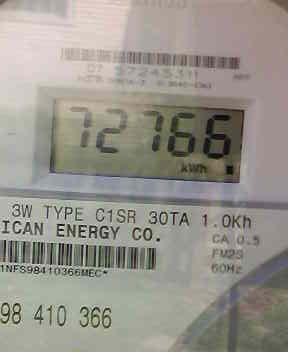 57245311
72766
kWh
3W TYPE C1SR 30TA 1.0Kh
ICAN ENERGY CO.
CA 0.5
FM2S
60Hz
1NFS98410366MEC*
98 410 366